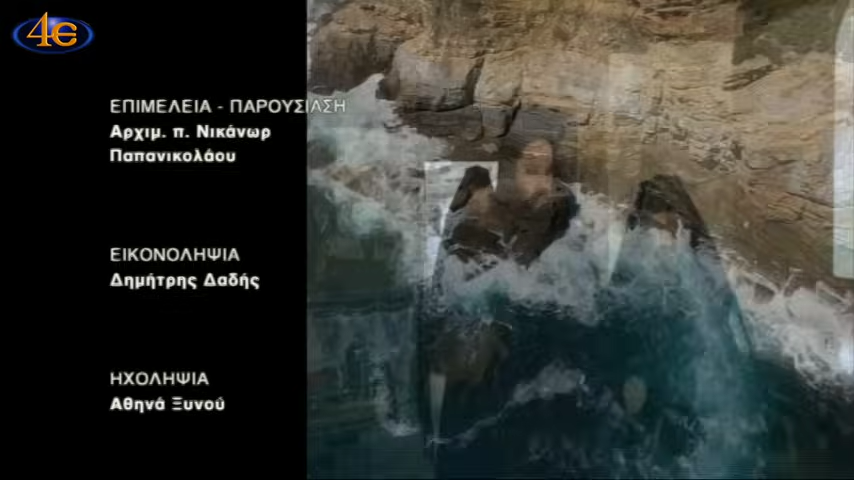 4Ε
ΕΠΙΜΕΛΕΙΑ - ΠΑΡΟΥΣΙΑΣΗ
Αρχιμ. π. Νικάνωρ
Παπανικολάου
ΕΙΚΟΝΟΛΗΨΙΑ
Δημήτρης Δαδής
ΗΧΟΛΗΨΙΑ
Αθηνά Ξυνού